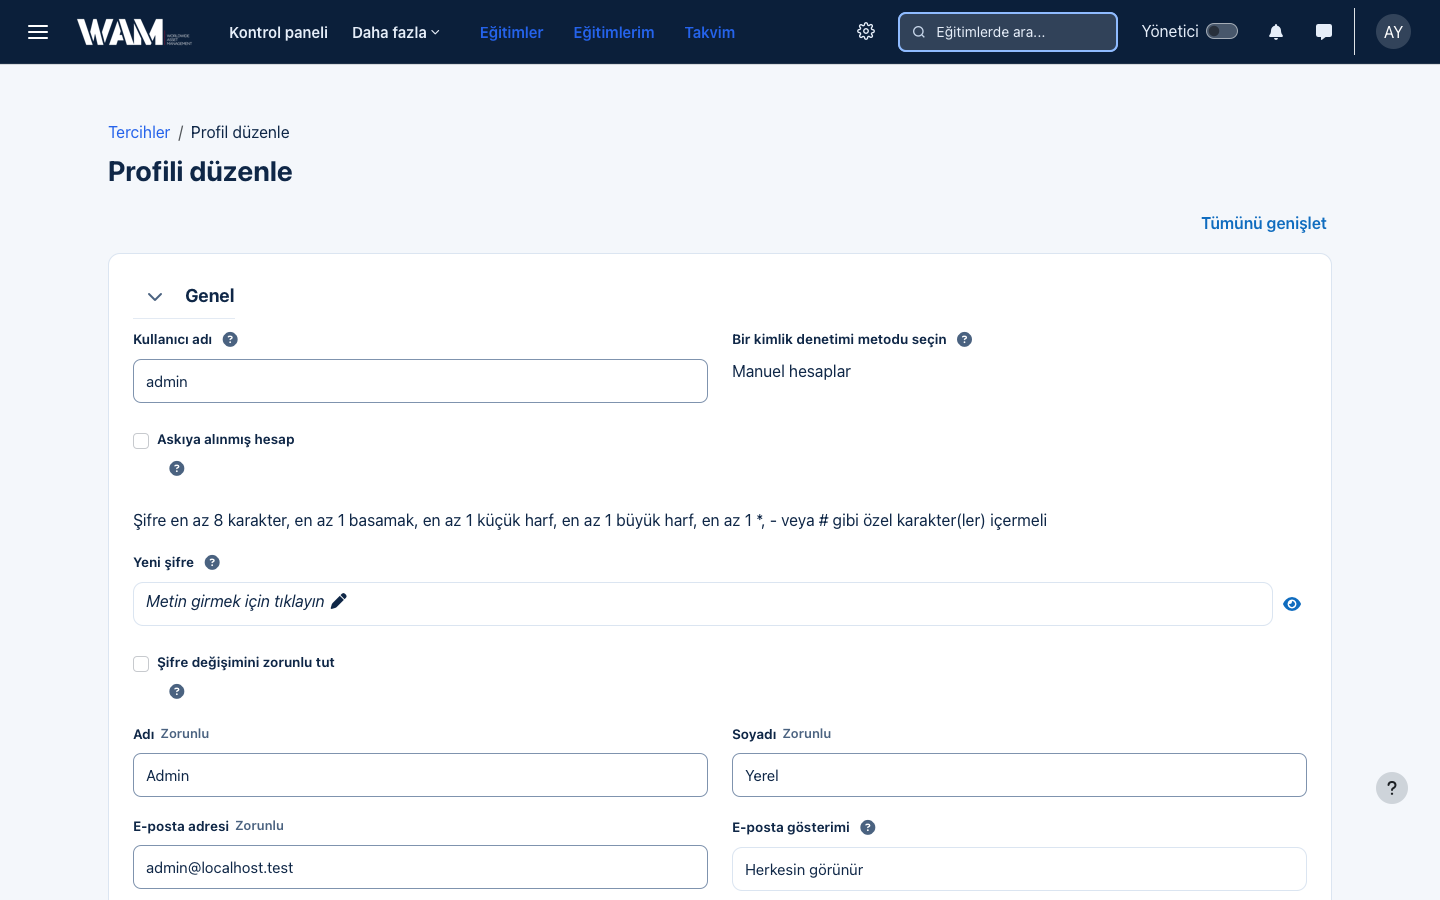 WAM WORLDWIDE ASSET MANAGEMENT
Kontrol paneli
Daha fazla
Eğitimler
Eğitimlerim
Takvim
Eğitimlerde ara...
Yönetici
AY
Tercihler / Profil düzenle
Profili düzenle
Tümünü genişlet
Genel
Kullanıcı adı ?
Bir kimlik denetimi metodu seçin ?
admin
Manuel hesaplar
Askıya alınmış hesap
?
Şifre en az 8 karakter, en az 1 basamak, en az 1 küçük harf, en az 1 büyük harf, en az 1 *, - veya # gibi özel karakter(ler) içermeli
Yeni şifre ?
Metin girmek için tıklayın
Şifre değişimini zorunlu tut
?
Adı Zorunlu
Soyadı Zorunlu
Admin
Yerel
?
E-posta adresi Zorunlu
E-posta gösterimi ?
admin@localhost.test
Herkesin görünür